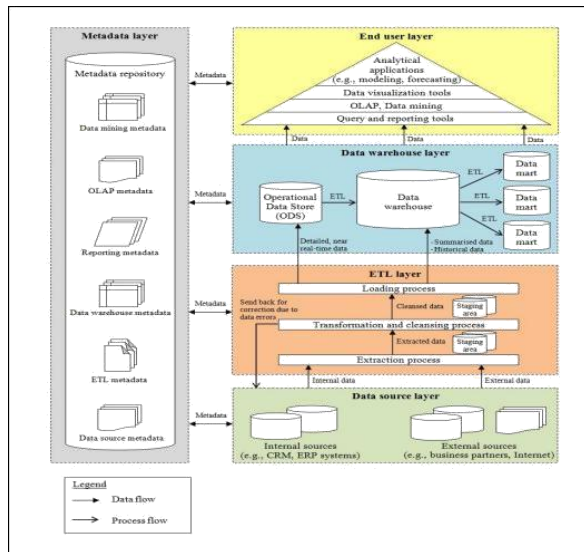 Metadata layer
Metadata repository
Data mining metadata
OLAP metadata
Reporting metadata
Data warehouse metadata
ETL metadata
Data source metadata
Metadata
Metadata
Metadata
Metadata
End user layer
Analytical
applications
(e.g., modeling, forecasting)
Data visualization tools
OLAP, Data mining
Query and reporting tools
Data
Data
Data
Data warehouse layer
Operational
Data Store
(ODS)
ETL
Data
warehouse
ETL
ETL
ETL
Data
mart
Data
mart
Data
mart
Detailed, near
real-time data
- Summarised data
- Historical data
ETL layer
Loading process
Send back for
correction due to
data errors
Cleansed data
Staging
area
Transformation and cleansing process
Extracted data
Staging
area
Extraction process
Internal data
External data
Data source layer
Internal sources
(e.g., CRM, ERP systems)
External sources
(e.g., business partners, Internet)
Legend
Data flow
Process flow